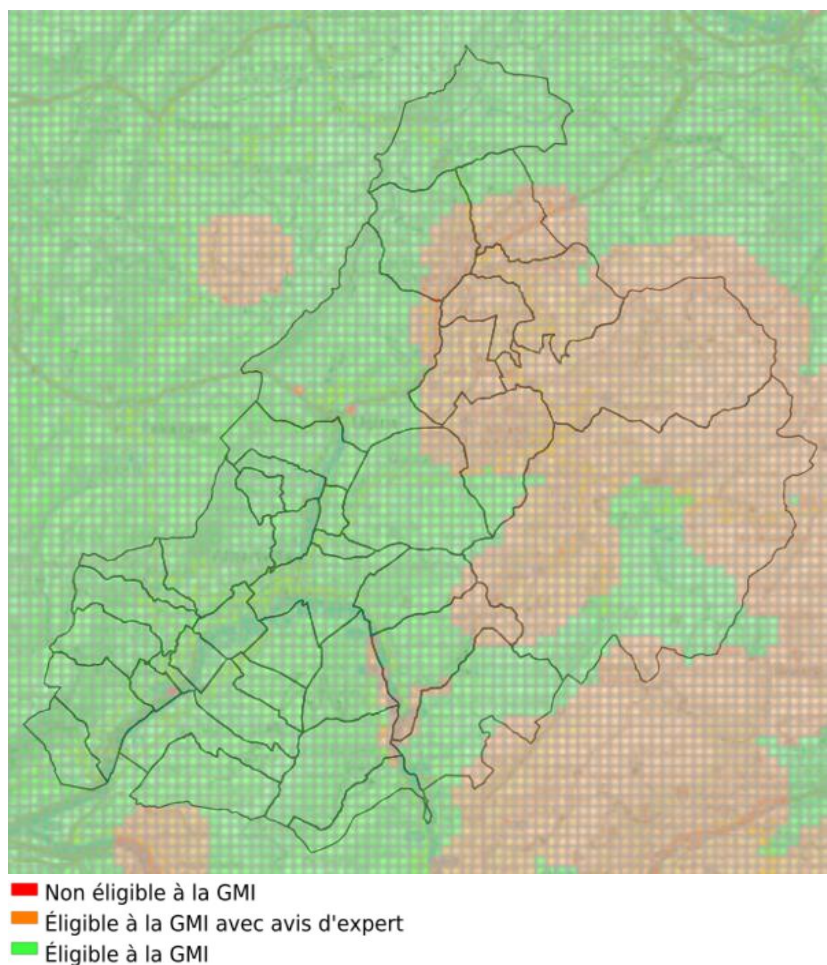 Non éligible à la GMI
Éligible à la GMI avec avis d'expert
Éligible à la GMI